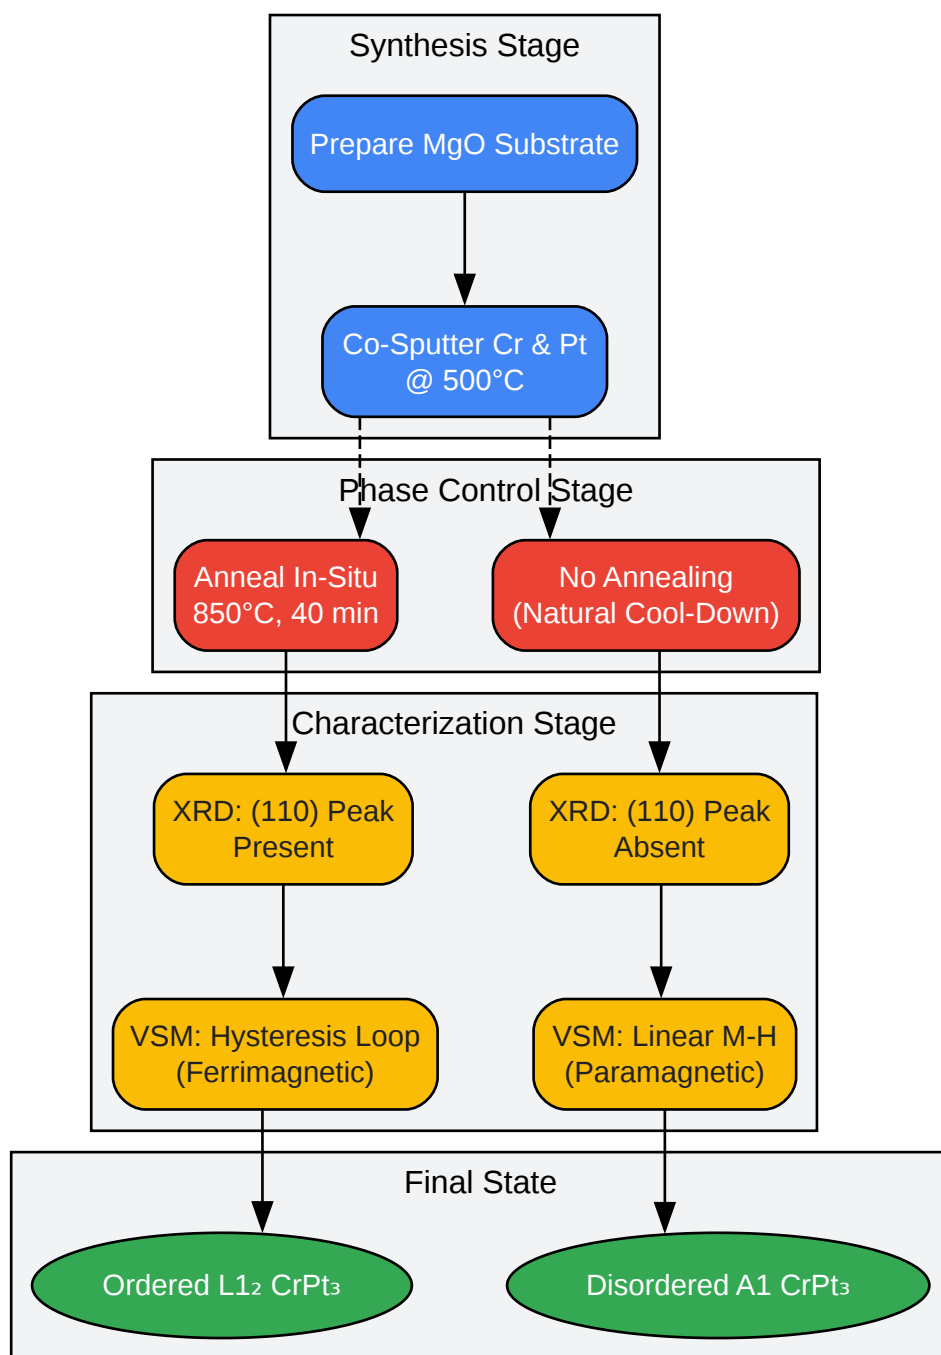 Synthesis Stage
Prepare MgO Substrate
Co-Sputter Cr & Pt
@ 500°C
Phase Control Stage
Anneal In-Situ
850°C, 40 min
No Annealing
(Natural Cool-Down)
Characterization Stage
XRD: (110) Peak
Present
XRD: (110) Peak
Absent
VSM: Hysteresis Loop
(Ferrimagnetic)
VSM: Linear M-H
(Paramagnetic)
Final State
Ordered L1₂ CrPt₃
Disordered A1 CrPt₃